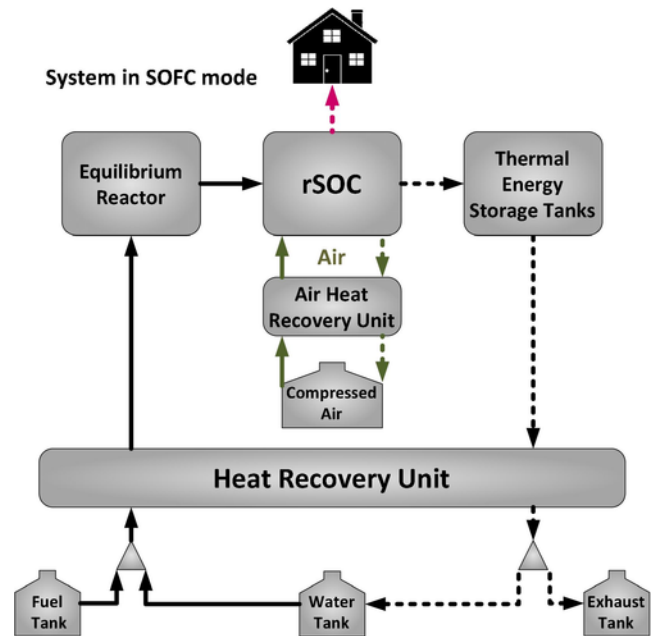 System in SOFC mode
Equilibrium
Reactor
rSOC
Thermal
Energy
Storage Tanks
Air
Air Heat
Recovery Unit
Compressed
Air
Heat Recovery Unit
Fuel
Tank
Water
Tank
Exhaust
Tank